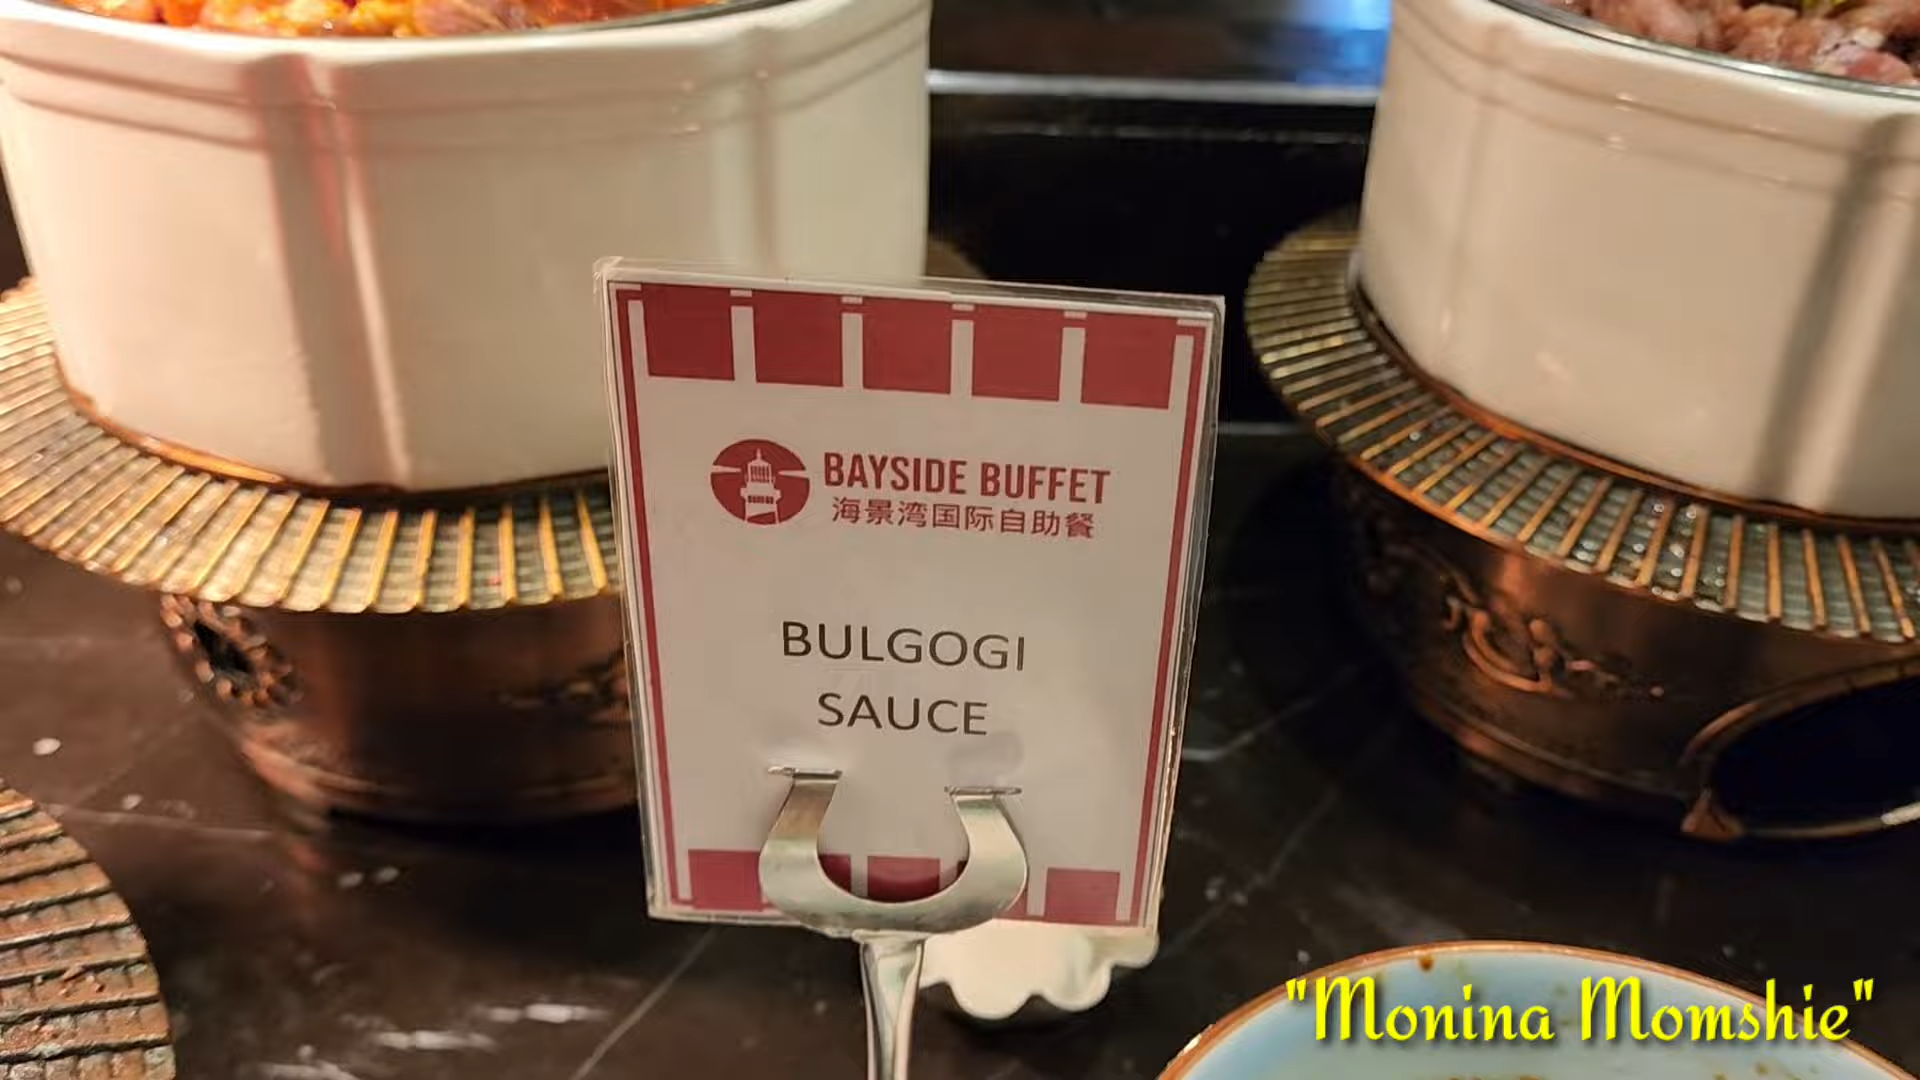 BAYSIDE BUFFET
海景湾国际自助餐
BULGOGI
SAUCE
"Monina Momshie"